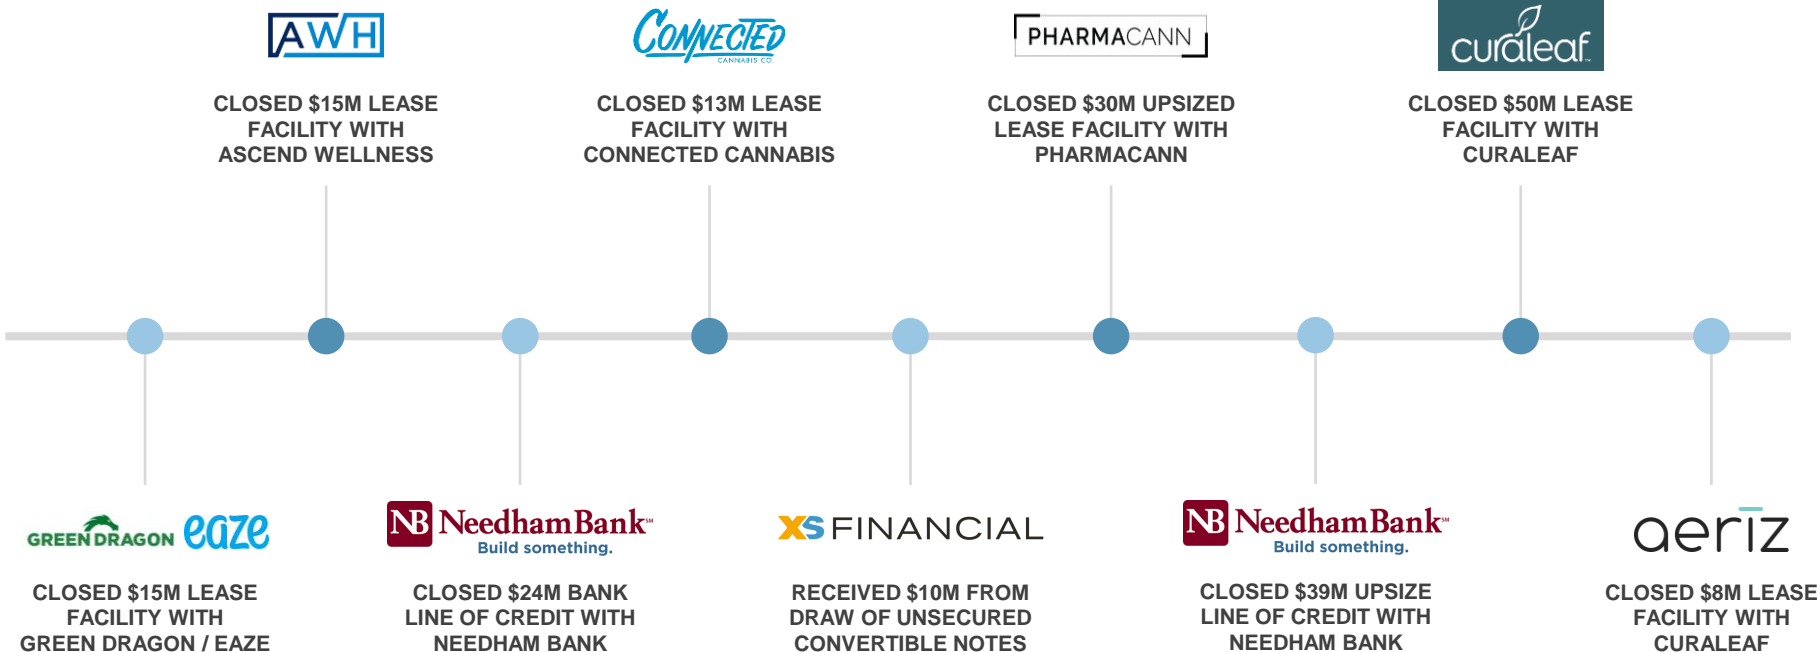 AWH
CONNECTED
CANNABIS CO.
PHARMACANN
curaleaf
CLOSED $15M LEASE
FACILITY WITH
ASCEND WELLNESS
CLOSED $13M LEASE
FACILITY WITH
CONNECTED CANNABIS
CLOSED $30M UPSIZED
LEASE FACILITY WITH
PHARMACANN
CLOSED $50M LEASE
FACILITY WITH
CURALEAF
GREEN DRAGON eaze
NB NeedhamBank℠
Build something.
XS FINANCIAL
NB NeedhamBank℠
Build something.
aeriz
CLOSED $15M LEASE
FACILITY WITH
GREEN DRAGON / EAZE
CLOSED $24M BANK
LINE OF CREDIT WITH
NEEDHAM BANK
RECEIVED $10M FROM
DRAW OF UNSECURED
CONVERTIBLE NOTES
CLOSED $39M UPSIZE
LINE OF CREDIT WITH
NEEDHAM BANK
CLOSED $8M LEASE
FACILITY WITH
CURALEAF